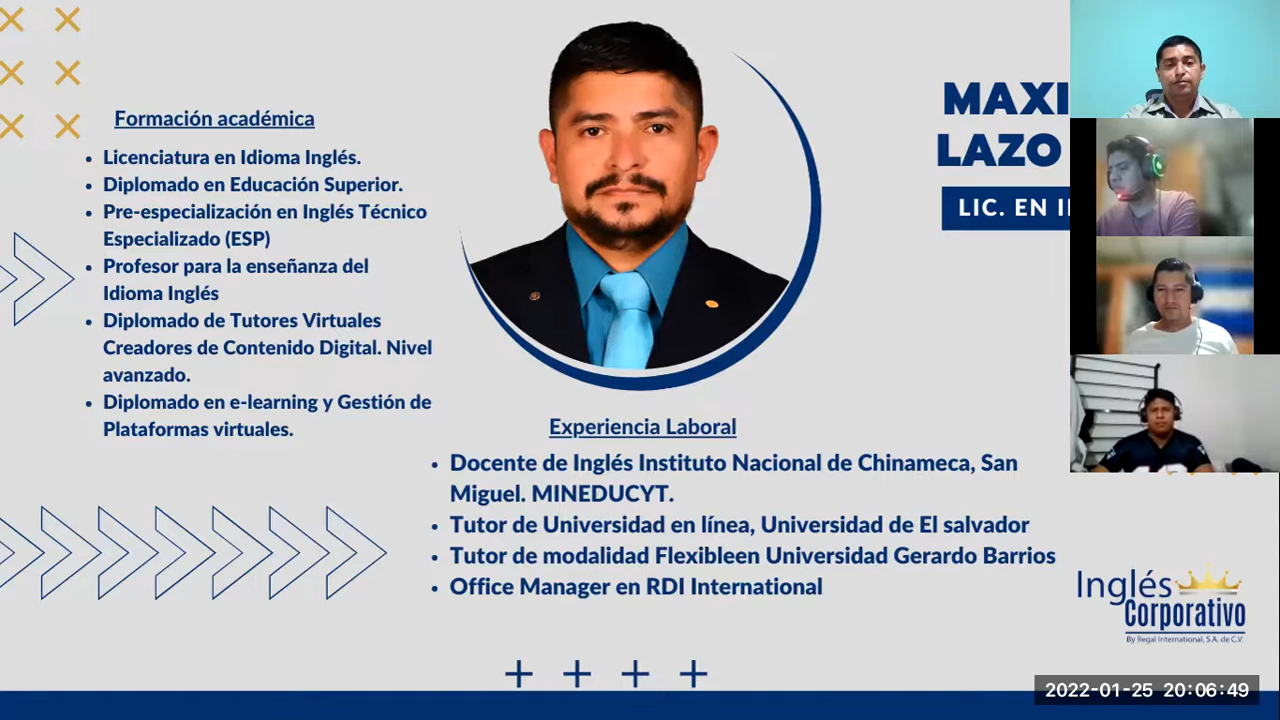 Formación académica
Licenciatura en Idioma Inglés.
Diplomado en Educación Superior.
Pre-especialización en Inglés Técnico
Especializado (ESP)
Profesor para la enseñanza del
Idioma Inglés
Diplomado de Tutores Virtuales
Creadores de Contenido Digital. Nivel
avanzado.
Diplomado en e-learning y Gestión de
Plataformas virtuales.
MAXI
LAZO
LIC. EN I
Experiencia Laboral
Docente de Inglés Instituto Nacional de Chinameca, San
Miguel. MINEDUCYT.
Tutor de Universidad en línea, Universidad de El salvador
Tutor de modalidad Flexibleen Universidad Gerardo Barrios
Office Manager en RDI International
Inglés
Corporativo
By Regal International, S.A. de C.V.
2022-01-25 20:06:49